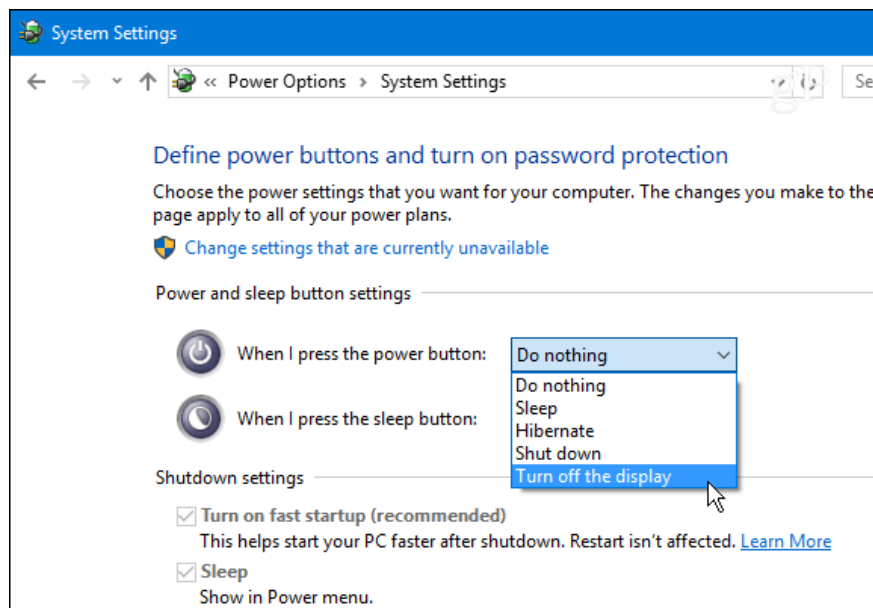 System Settings
« Power Options > System Settings
Se
Define power buttons and turn on password protection
Choose the power settings that you want for your computer. The changes you make to the
page apply to all of your power plans.
Change settings that are currently unavailable
Power and sleep button settings
When I press the power button: Do nothing
Do nothing
Sleep
Hibernate
When I press the sleep button:
Shut down
Turn off the display
Shutdown settings
Turn on fast startup (recommended)
This helps start your PC faster after shutdown. Restart isn't affected. Learn More
Sleep
Show in Power menu.